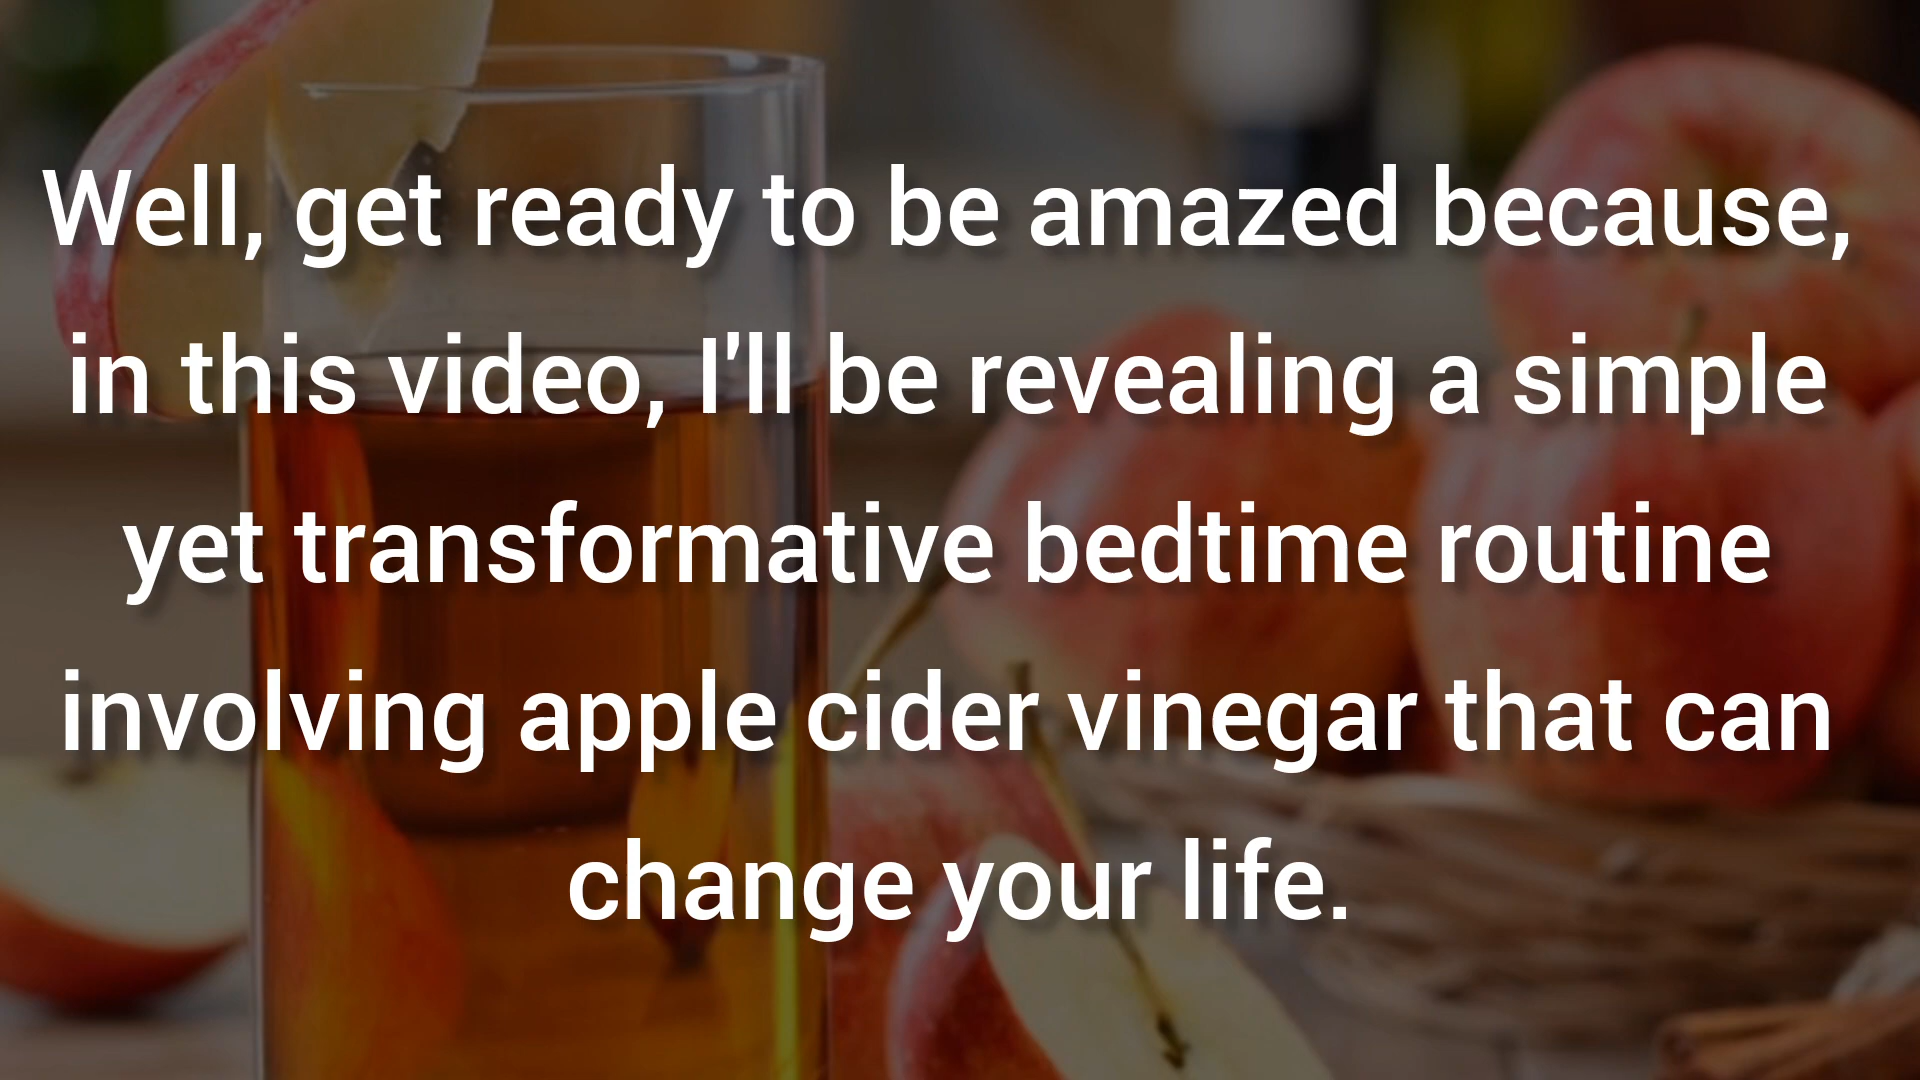 Well, get ready to be amazed because,
in this video, I'll be revealing a simple
yet transformative bedtime routine
involving apple cider vinegar that can
change your life.